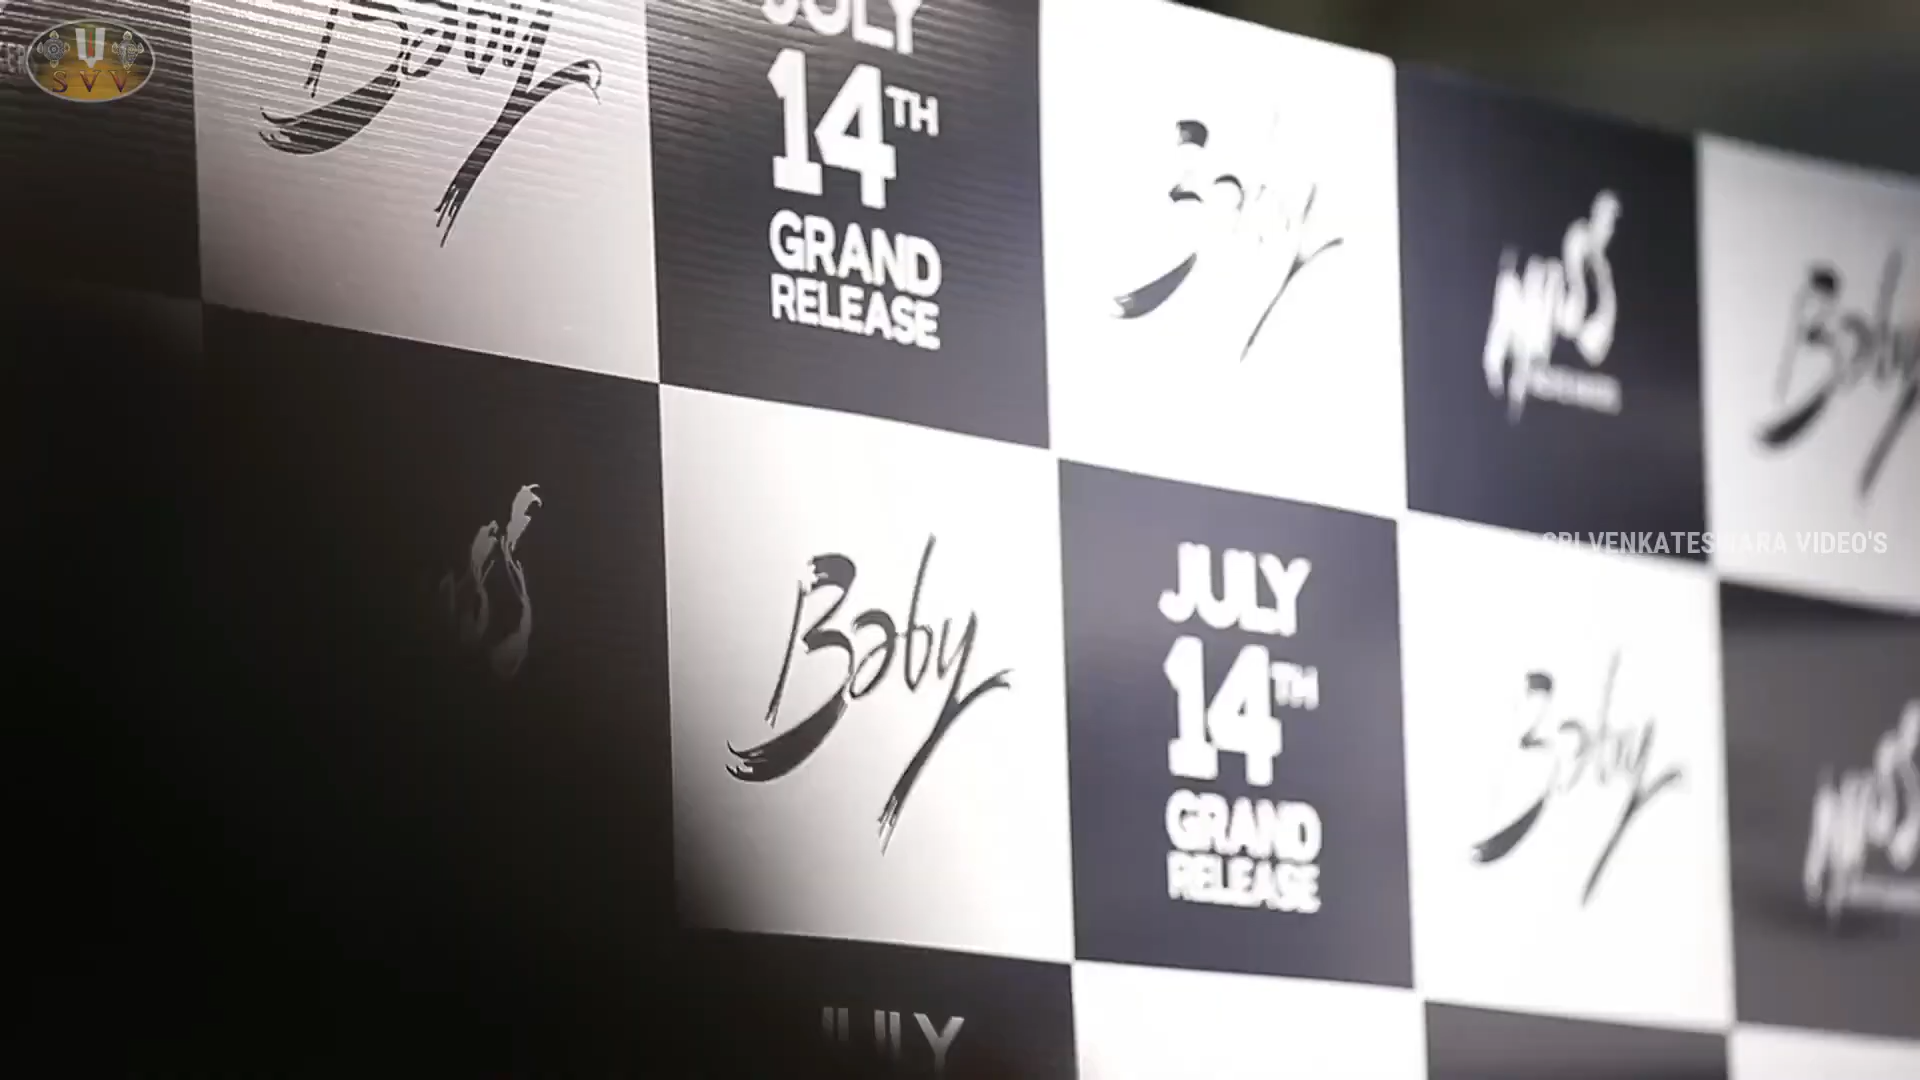 SVV
Baby
JULY
14TH
GRAND
RELEASE
Baby
MASS
Baby
SRI VENKATESWARA VIDEO'S
Baby
JULY
14TH
GRAND
RELEASE
Baby
JULY